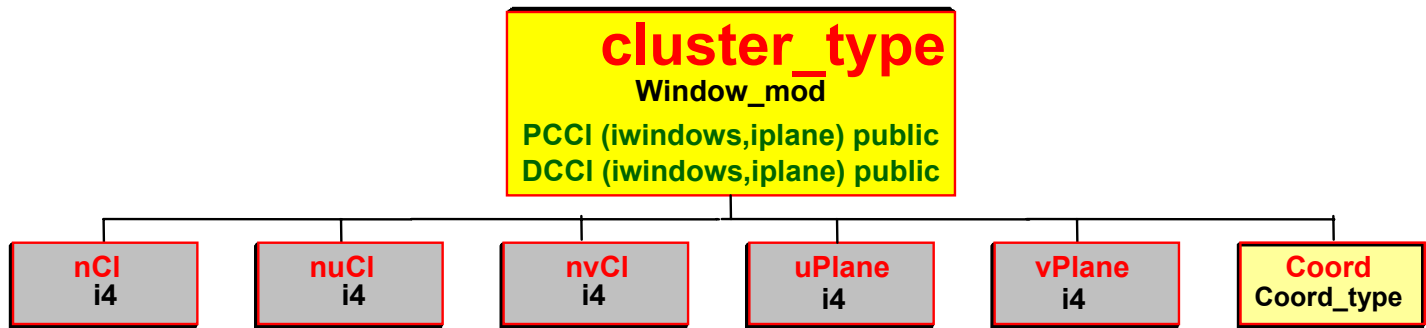 cluster_type
Window_mod
PCCl (iwindows,iplane) public
DCCl (iwindows,iplane) public
nCl
i4
nuCl
i4
nvCl
i4
uPlane
i4
vPlane
i4
Coord
Coord_type